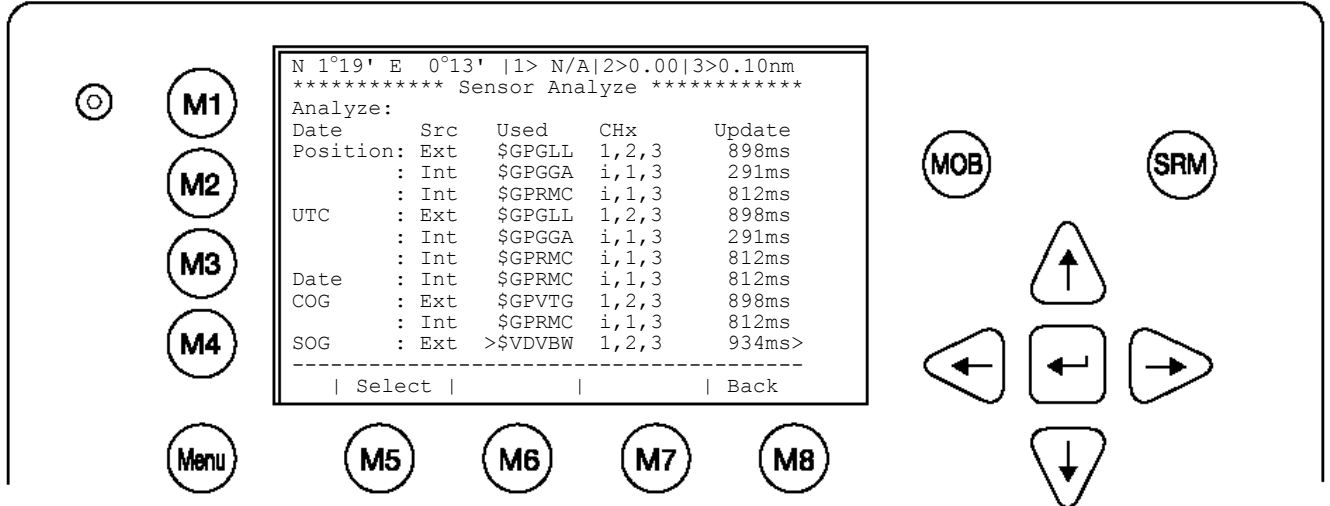 N 1°19' E 0°13' |1> N/A|2>0.00|3>0.10nm
************ Sensor Analyze ************
Analyze:
Date Src Used CHx Update
Position: Ext $GPGLL 1,2,3 898ms
: Int $GPGGA i,1,3 291ms
: Int $GPRMC i,1,3 812ms
UTC : Ext $GPGLL 1,2,3 898ms
: Int $GPGGA i,1,3 291ms
: Int $GPRMC i,1,3 812ms
Date : Int $GPRMC i,1,3 812ms
COG : Ext $GPVTG 1,2,3 898ms
: Int $GPRMC i,1,3 812ms
SOG : Ext >$VDVBW 1,2,3 934ms>
----------------------------------------
| Select | | | Back
M1
M2
M3
M4
Menu
M5
M6
M7
M8
MOB
SRM